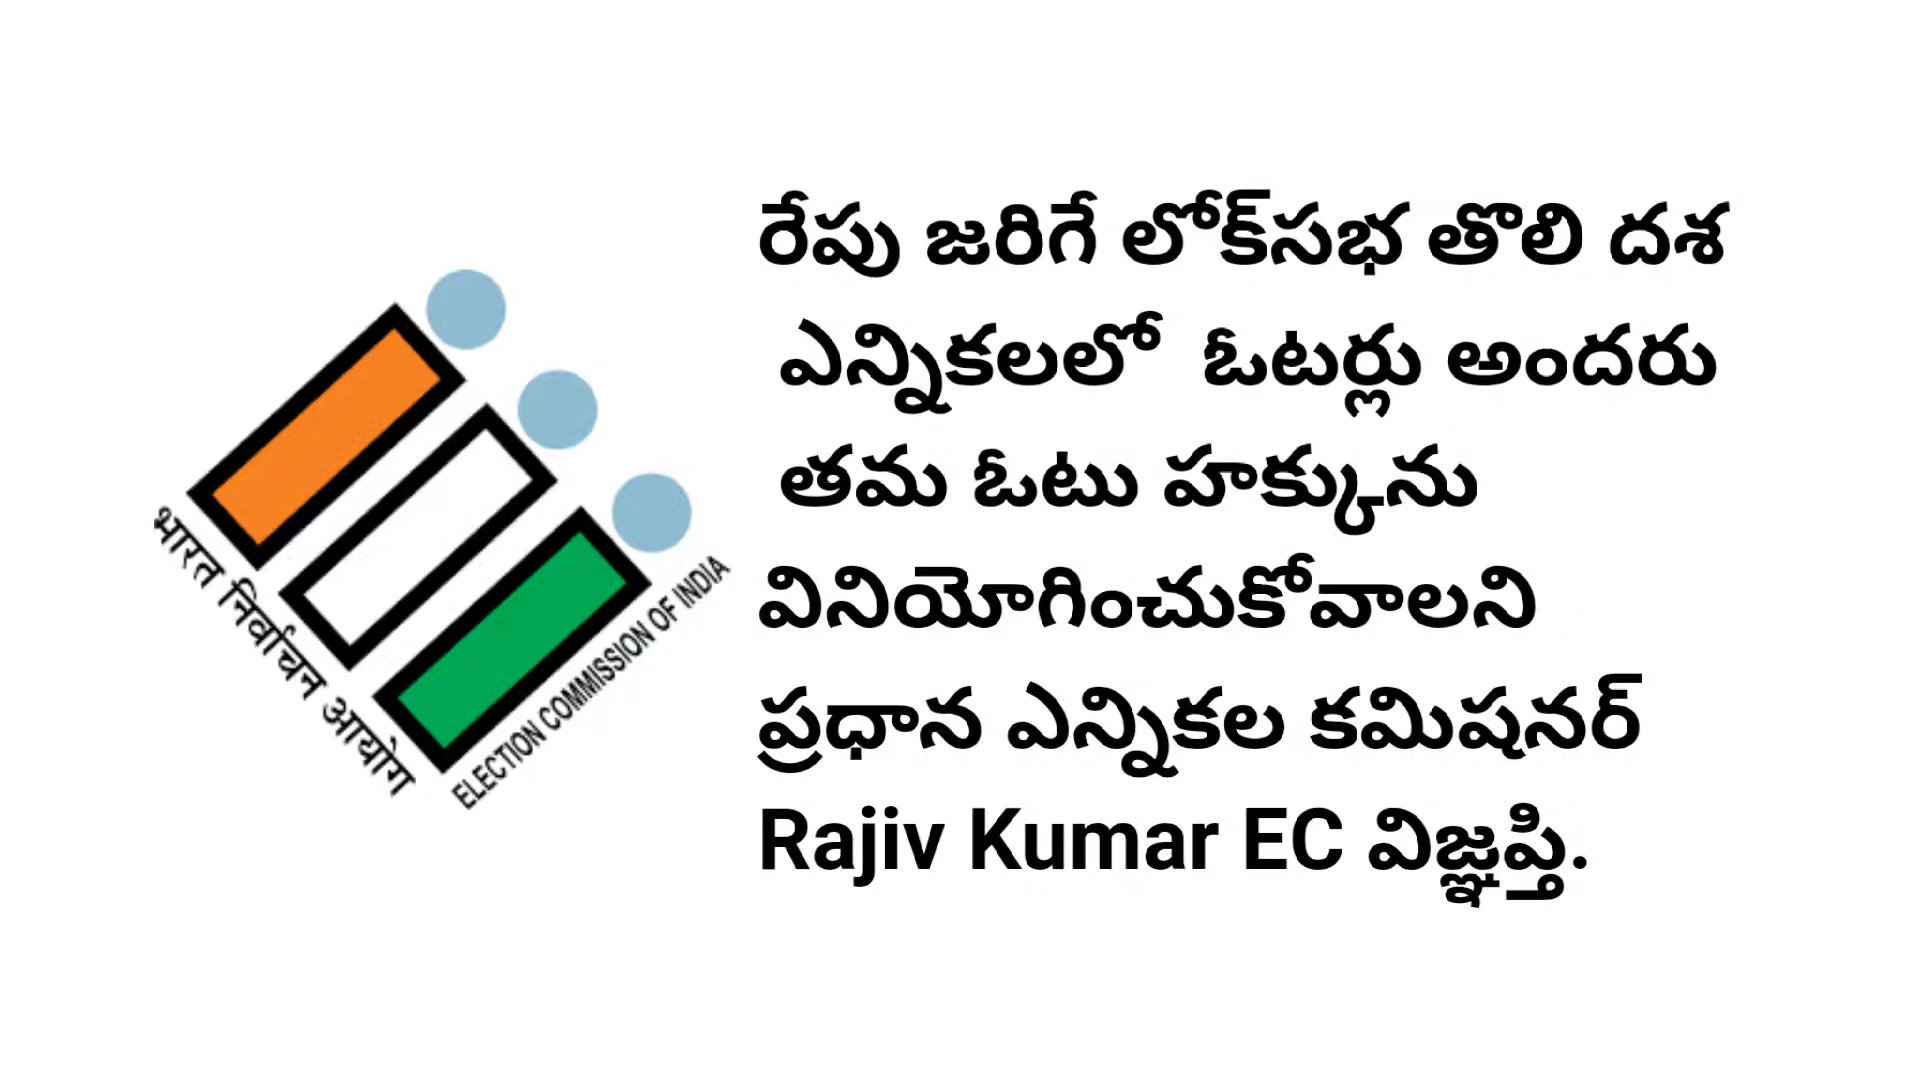 రేపు జరిగే లోక్‌సభ తొలి దశ
ఎన్నికలలో ఓటర్లు అందరు
తమ ఓటు హక్కును
వినియోగించుకోవాలని
ప్రధాన ఎన్నికల కమిషనర్
Rajiv Kumar EC విజ్ఞప్తి.
भारत निर्वाचन आयोग
ELECTION COMMISSION OF INDIA